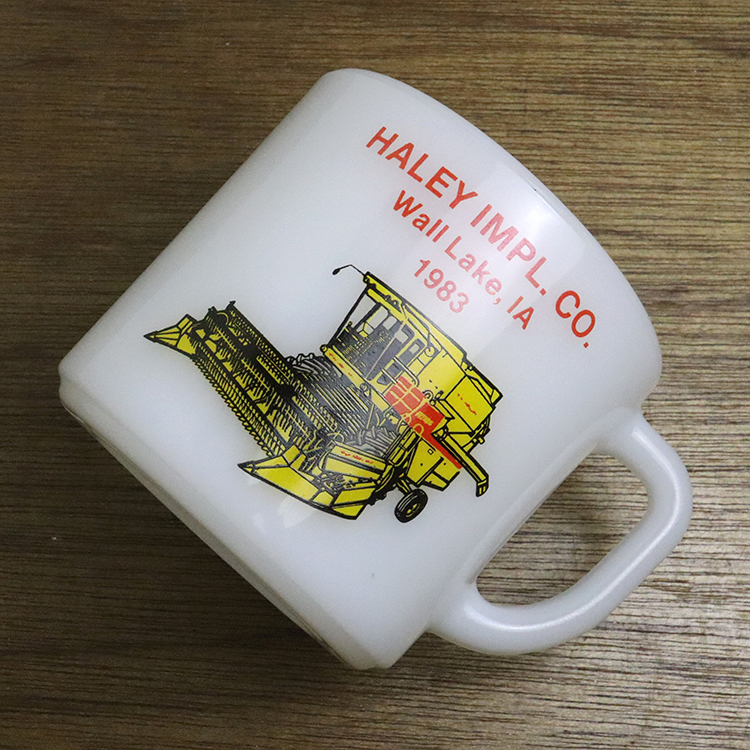 HALEY IMPL. CO.
Wall Lake, IA
1983